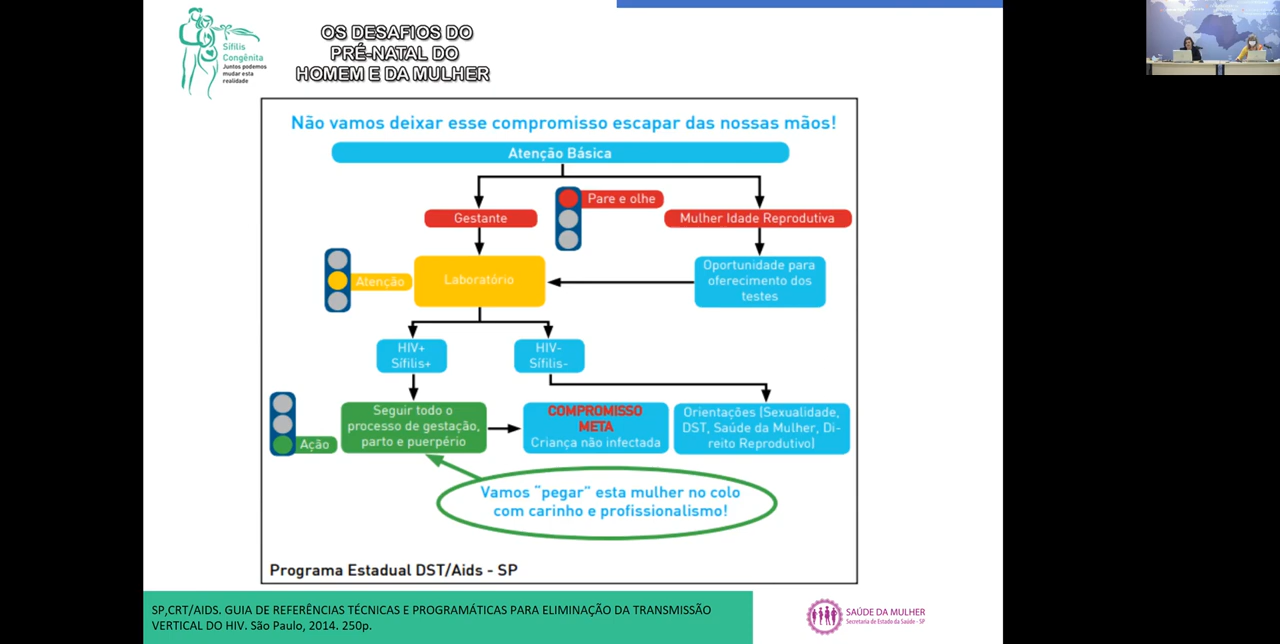 Sífilis
Congênita
Juntos podemos
mudar esta
realidade
OS DESAFIOS DO
PRÉ-NATAL DO
HOMEM E DA MULHER
Não vamos deixar esse compromisso escapar das nossas mãos!
Atenção Básica
Pare e olhe
Gestante
Mulher Idade Reprodutiva
Atenção
Laboratório
Oportunidade para
oferecimento dos
testes
HIV+
Sífilis+
HIV-
Sífilis-
Ação
Seguir todo o
processo de gestação,
parto e puerpério
COMPROMISSO
META
Criança não infectada
Orientações (Sexualidade,
DST, Saúde da Mulher, Di-
reito Reprodutivo)
Vamos "pegar" esta mulher no colo
com carinho e profissionalismo!
Programa Estadual DST/Aids - SP
SP,CRT/AIDS. GUIA DE REFERÊNCIAS TÉCNICAS E PROGRAMÁTICAS PARA ELIMINAÇÃO DA TRANSMISSÃO
VERTICAL DO HIV. São Paulo, 2014. 250p.
SAÚDE DA MULHER
Secretaria de Estado da Saúde - SP